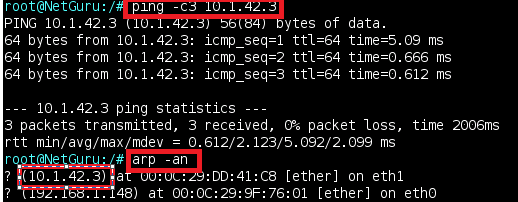 root@NetGuru:/# ping -c3 10.1.42.3
PING 10.1.42.3 (10.1.42.3) 56(84) bytes of data.
64 bytes from 10.1.42.3: icmp_seq=1 ttl=64 time=5.09 ms
64 bytes from 10.1.42.3: icmp_seq=2 ttl=64 time=0.666 ms
64 bytes from 10.1.42.3: icmp_seq=3 ttl=64 time=0.612 ms
--- 10.1.42.3 ping statistics ---
3 packets transmitted, 3 received, 0% packet loss, time 2006ms
rtt min/avg/max/mdev = 0.612/2.123/5.092/2.099 ms
root@NetGuru:/# arp -an
? (10.1.42.3) at 00:0C:29:DD:41:C8 [ether] on eth1
? (192.168.1.148) at 00:0C:29:9F:76:01 [ether] on eth0